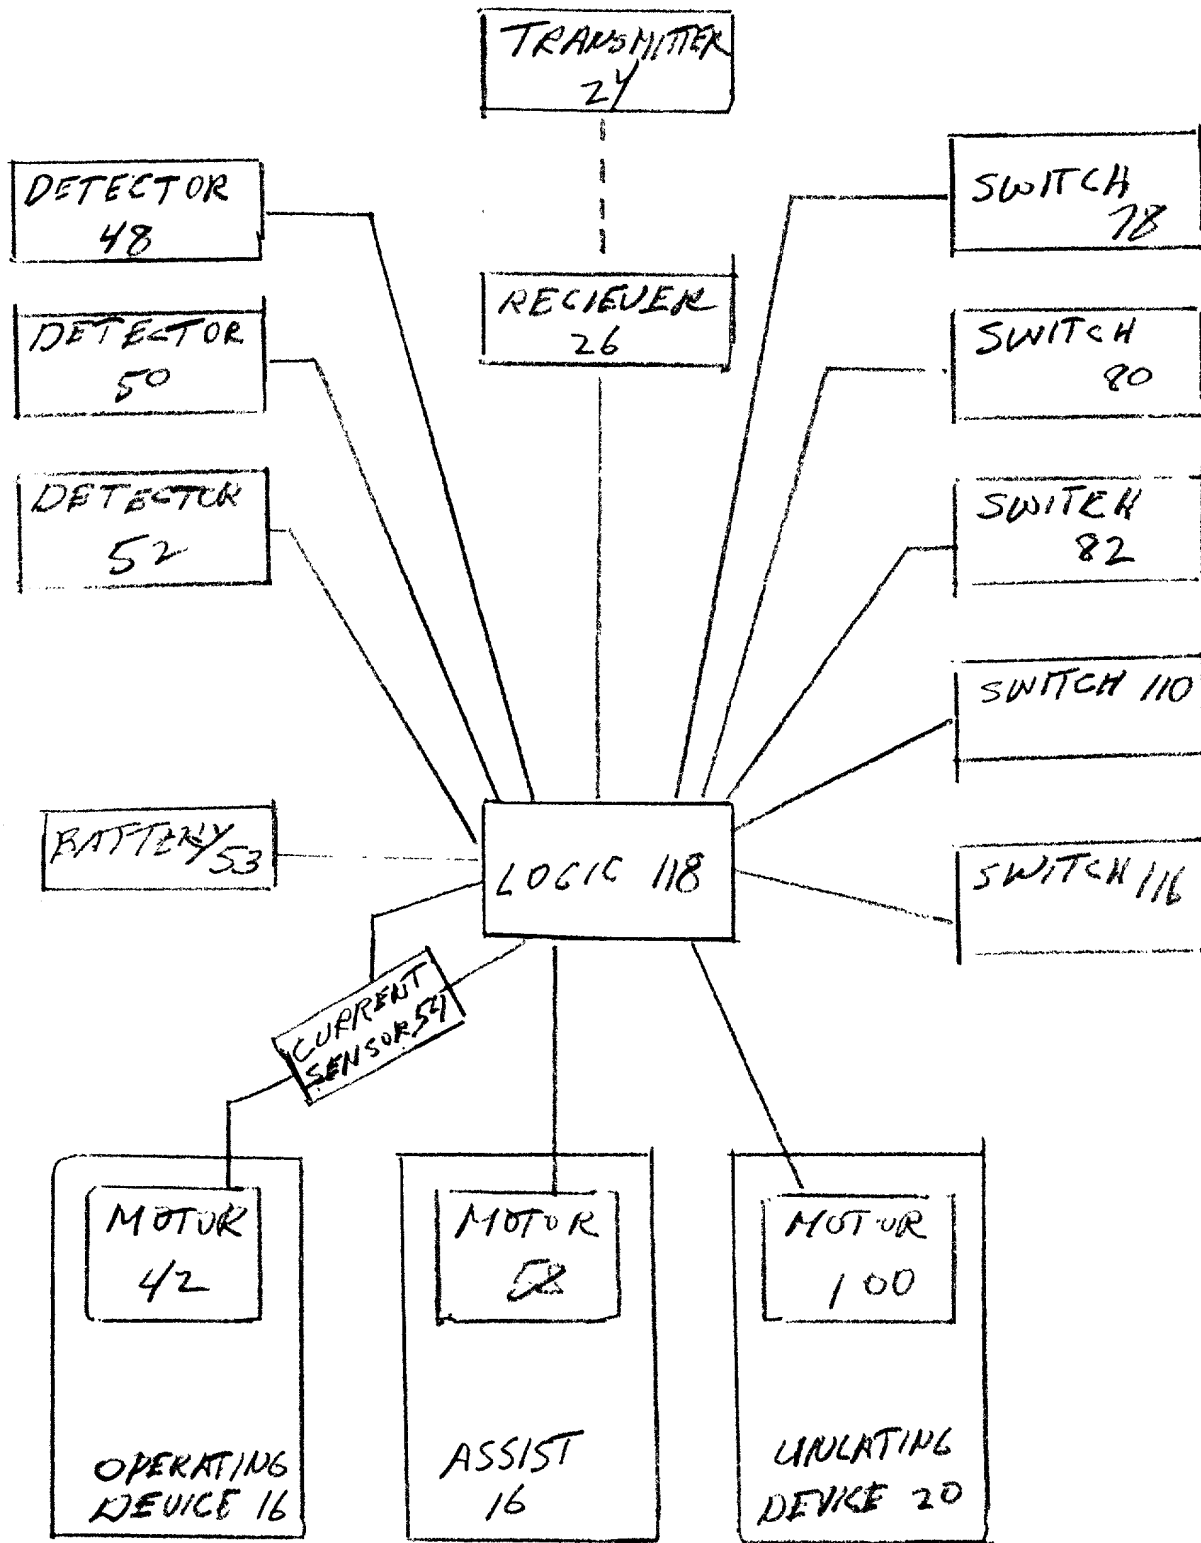 TRANSMITTER
24
DETECTOR
48
SWITCH
78
RECIEVER
26
DETECTOR
50
SWITCH
80
DETECTOR
52
SWITCH
82
SWITCH 110
BATTERY 53
LOGIC 118
SWITCH 116
CURRENT
SENSOR 54
MOTOR
42
MOTOR
58
MOTOR
100
OPERATING
DEVICE 16
ASSIST
16
UNLATING
DEVICE 20